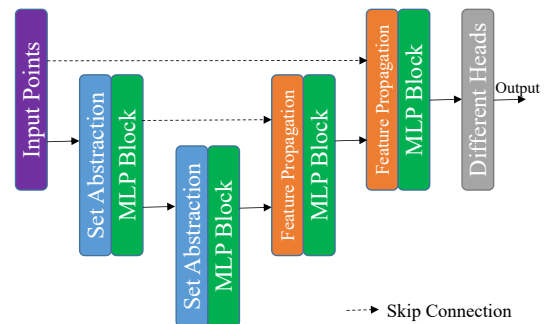 Input Points
Set Abstraction
MLP Block
Set Abstraction
MLP Block
Feature Propagation
MLP Block
Feature Propagation
MLP Block
Different Heads
Output
Skip Connection